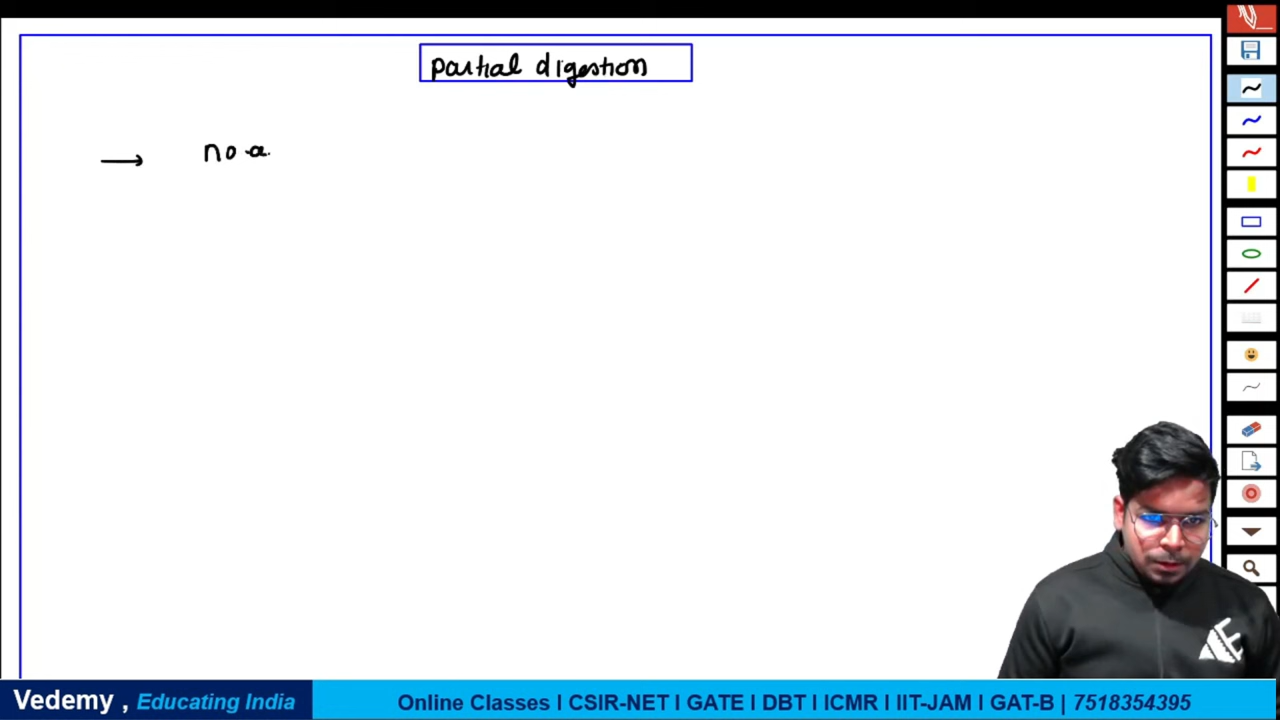 partial digestion
→ no a
Vedemy , Educating India
Online Classes I CSIR-NET I GATE I DBT I ICMR I IIT-JAM I GAT-B | 7518354395